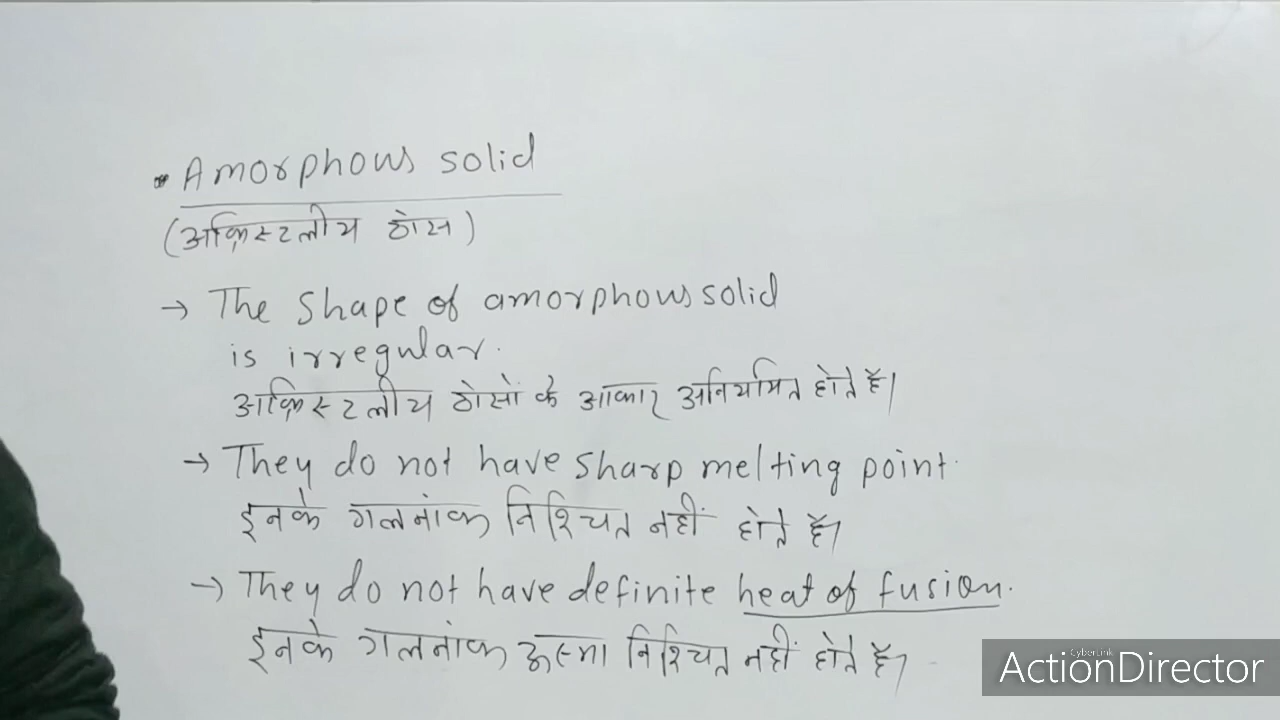 Amorphous solid
(अक्रिस्टलीय ठोस)
→ The shape of amorphous solid
is irregular.
अक्रिस्टलीय ठोसों के आकार अनियमित होते हैं।
→ They do not have sharp melting point.
इनके गलनांक निश्चित नहीं होते हैं।
→ They do not have definite heat of fusion.
इनके गलनांक ऊस्मा निश्चित नहीं होते हैं।
CyberLink
ActionDirector